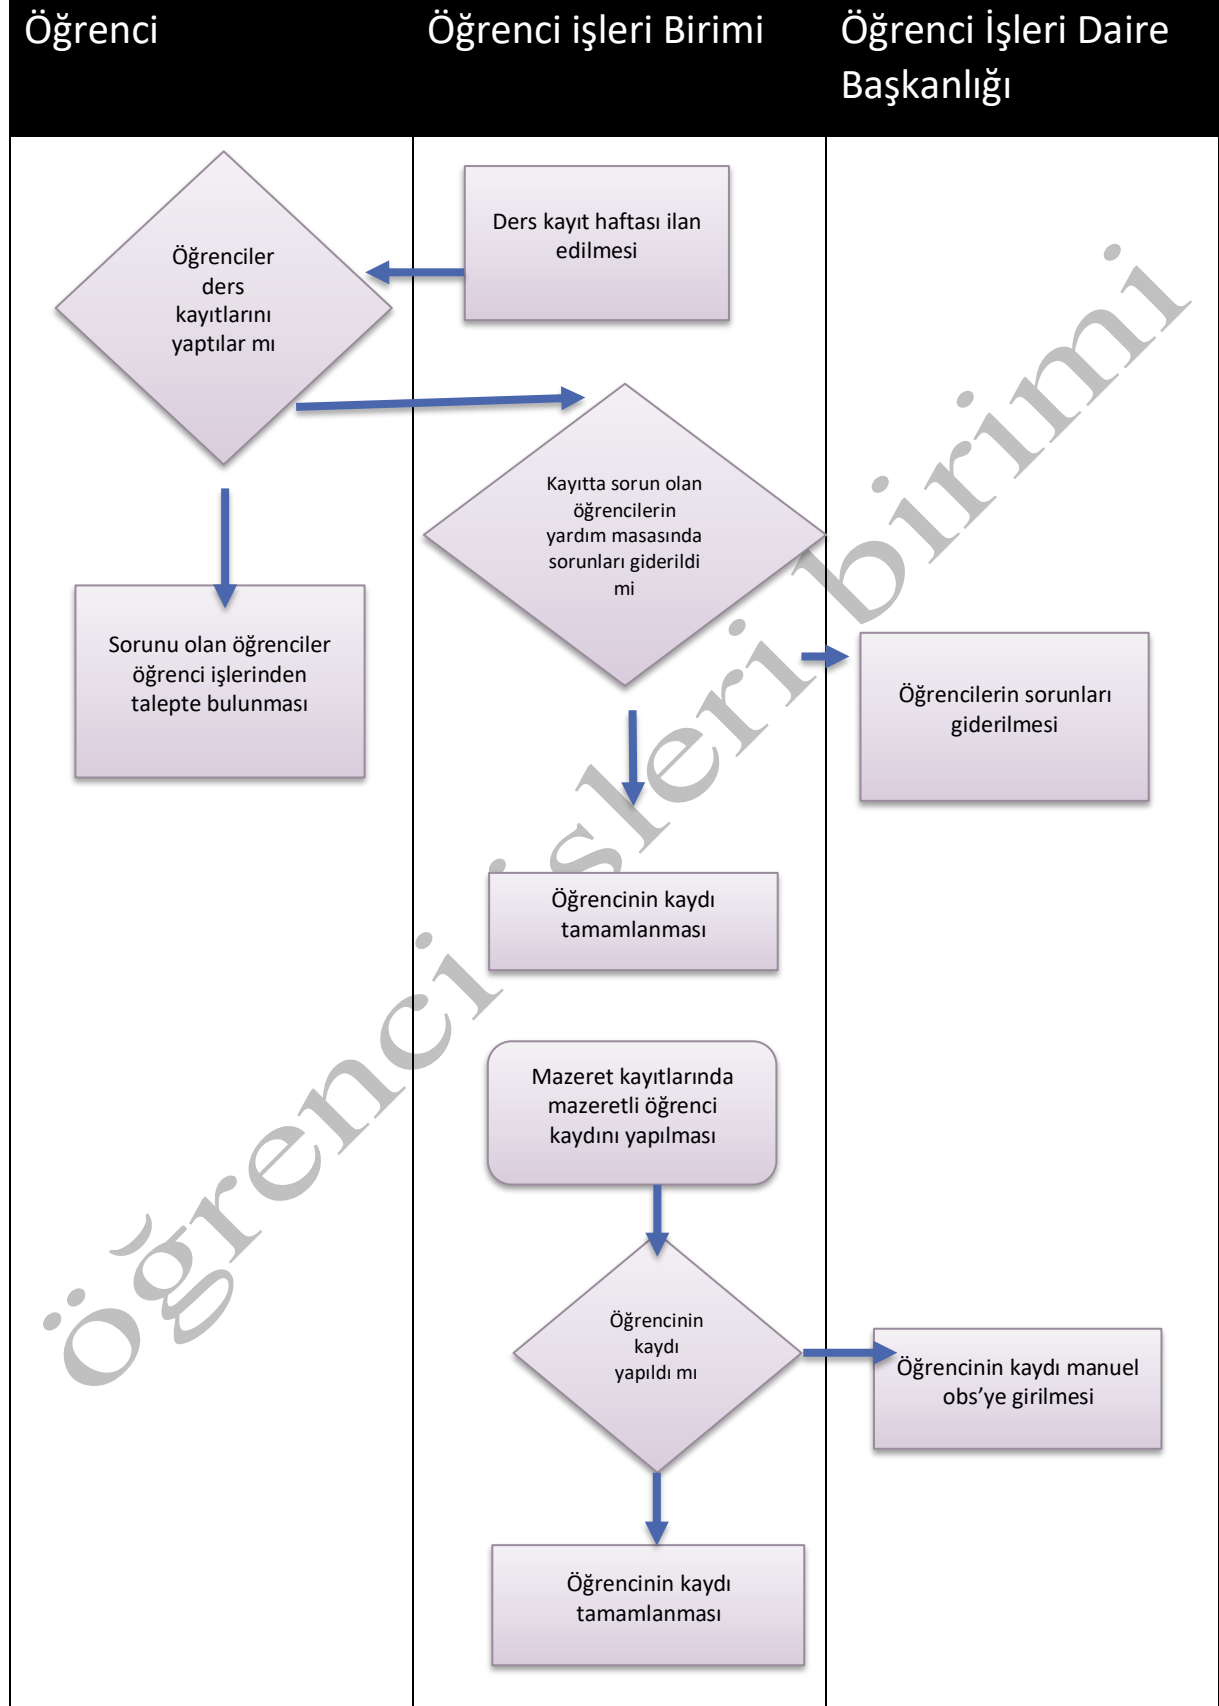 Öğrenci
Öğrenci işleri Birimi
Öğrenci İşleri Daire
Başkanlığı
Ders kayıt haftası ilan
edilmesi
Öğrenciler
ders
kayıtlarını
yaptılar mı
Kayıtta sorun olan
öğrencilerin
yardım masasında
sorunları giderildi
mi
Sorunu olan öğrenciler
öğrenci işlerinden
talepte bulunması
Öğrencilerin sorunları
giderilmesi
Öğrencinin kaydı
tamamlanması
Mazeret kayıtlarında
mazeretli öğrenci
kaydını yapılması
Öğrencinin
kaydı
yapıldı mı
Öğrencinin kaydı manuel
obs’ye girilmesi
Öğrencinin kaydı
tamamlanması
öğrenci işleri birimi